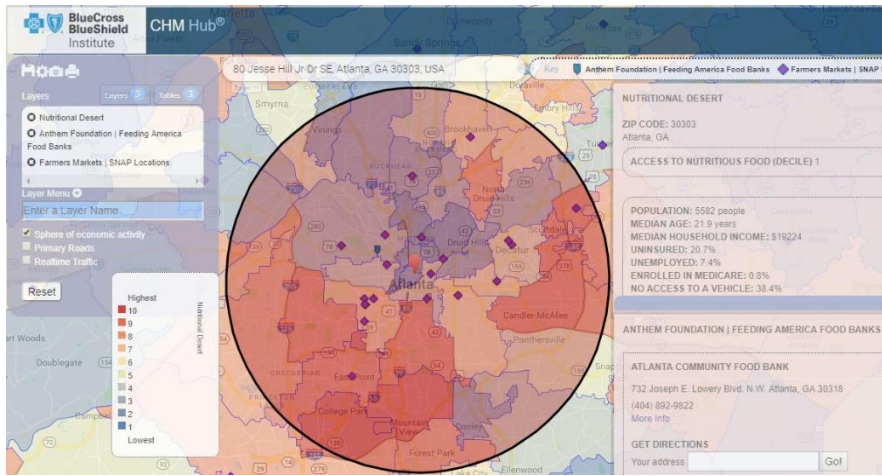 BlueCross
BlueShield
Institute
CHM Hub®
80 Jesse Hill Jr Dr SE, Atlanta, GA 30303, USA
Key
Anthem Foundation | Feeding America Food Banks
Farmers Markets | SNAP
Layers
Layers 3
Tables 3
Nutritional Desert
Anthem Foundation | Feeding America
Food Banks
Farmers Markets | SNAP Locations
Layer Menu
Enter a Layer Name
Sphere of economic activity
Primary Roads
Realtime Traffic
Reset
Highest
10
9
8
7
6
5
4
3
2
1
Lowest
Nutritional Desert
Sandy Springs
Dunwoody
Smyrna
Vinings
Brookhaven
Doraville
BUCKHEAD
North
Druid Hills
Druid Hills
Scottdale
Decatur
Atlanta
Candler-McAfee
Panthersville
East Point
College Park
Mountain
View
Conley
Forest Park
Lake City
Ellenwood
Doublegate
art Woods
NUTRITIONAL DESERT
ZIP CODE: 30303
Atlanta, GA
ACCESS TO NUTRITIOUS FOOD (DECILE) 1
POPULATION: 5582 people
MEDIAN AGE: 21.9 years
MEDIAN HOUSEHOLD INCOME: $19224
UNINSURED: 20.7%
UNEMPLOYED: 7.4%
ENROLLED IN MEDICARE: 0.8%
NO ACCESS TO A VEHICLE: 38.4%
ANTHEM FOUNDATION | FEEDING AMERICA FOOD BANKS
ATLANTA COMMUNITY FOOD BANK
732 Joseph E. Lowery Blvd. N.W. Atlanta, GA 30318
(404) 892-9822
More Info
GET DIRECTIONS
Your address
Go!